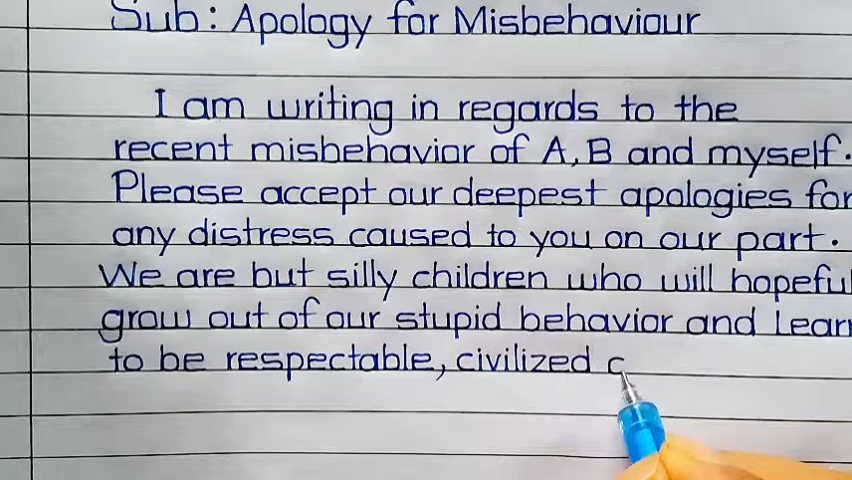 Sub: Apology for Misbehaviour
I am writing in regards to the
recent misbehavior of A, B and myself.
Please accept our deepest apologies for
any distress caused to you on our part.
We are but silly children who will hopeful
grow out of our stupid behavior and learn
to be respectable, civilized c